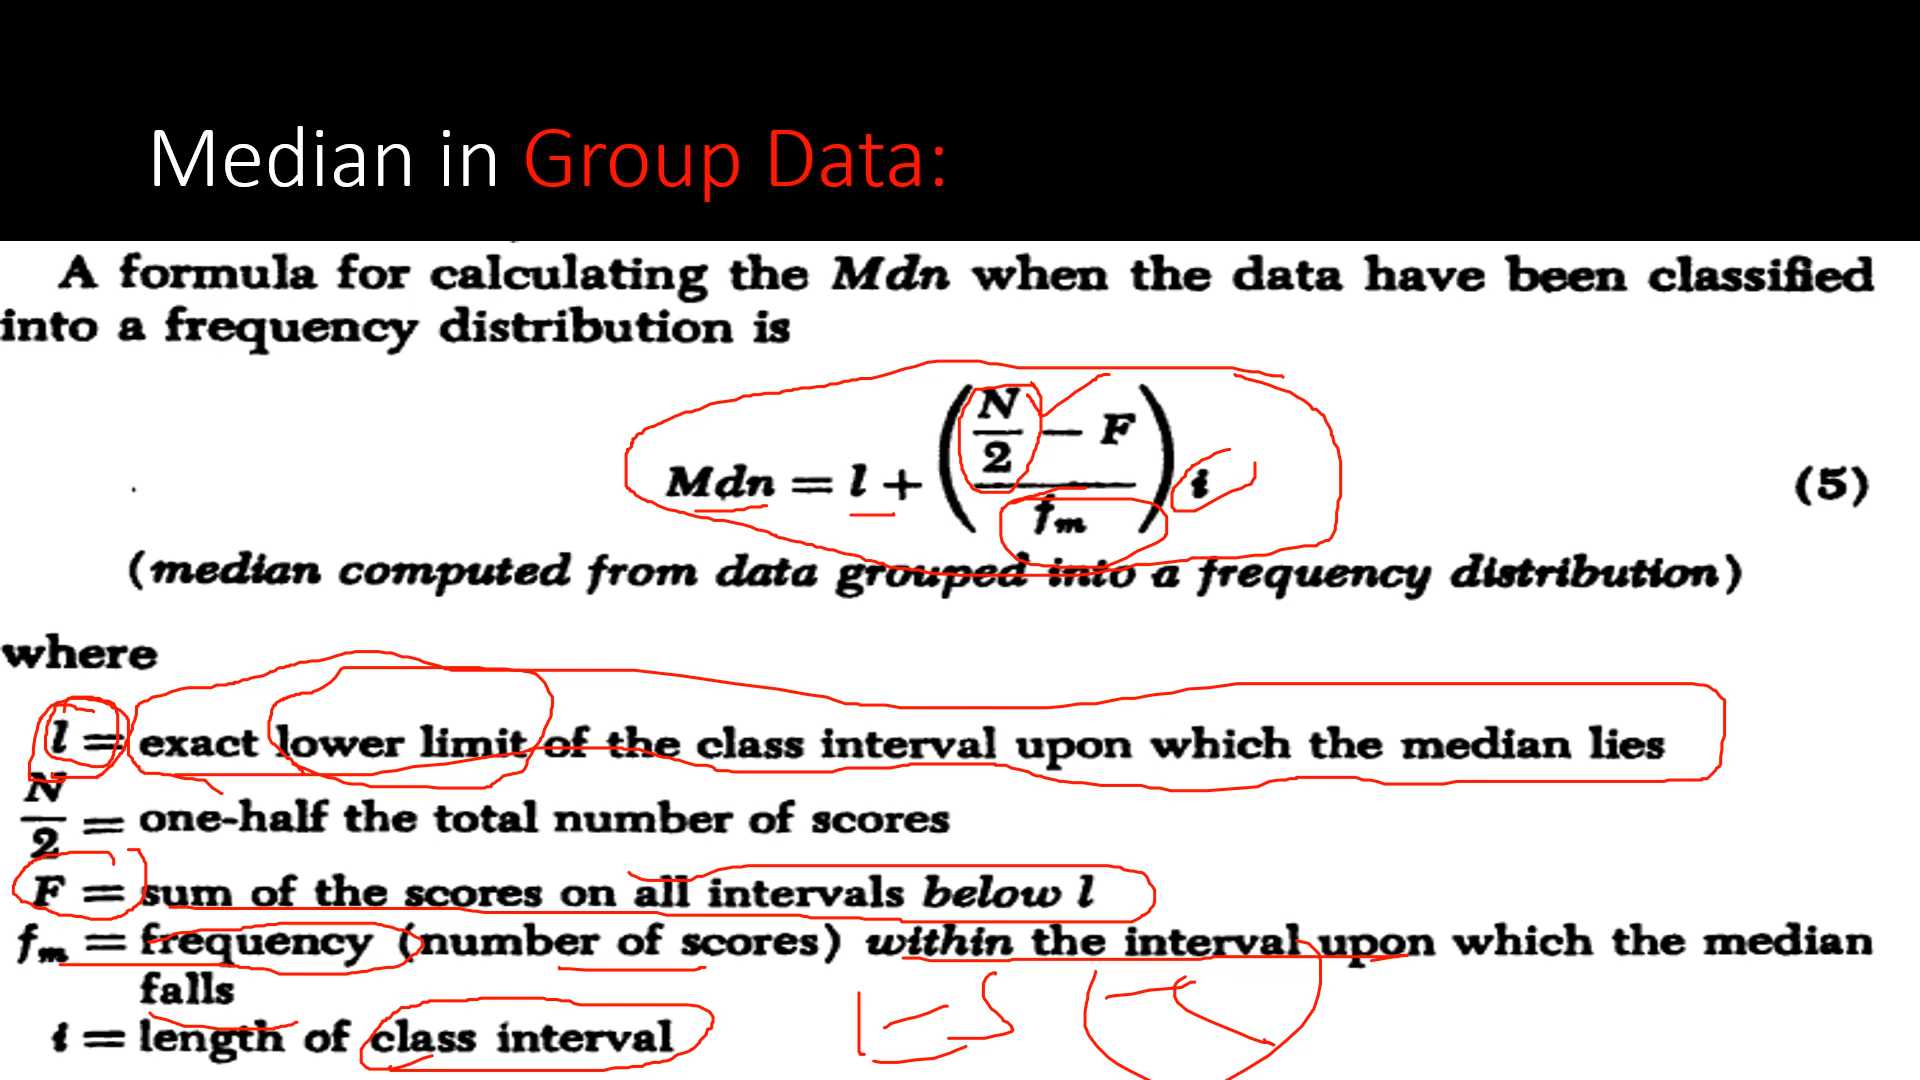 Median in Group Data:
A formula for calculating the Mdn when the data have been classified
into a frequency distribution is
Mdn = l + ((N/2 − F)/fm) i (5)
(median computed from data grouped into a frequency distribution)
where
l = exact lower limit of the class interval upon which the median lies
N/2 = one-half the total number of scores
F = sum of the scores on all intervals below l
fm = frequency (number of scores) within the interval upon which the median
falls
i = length of class interval